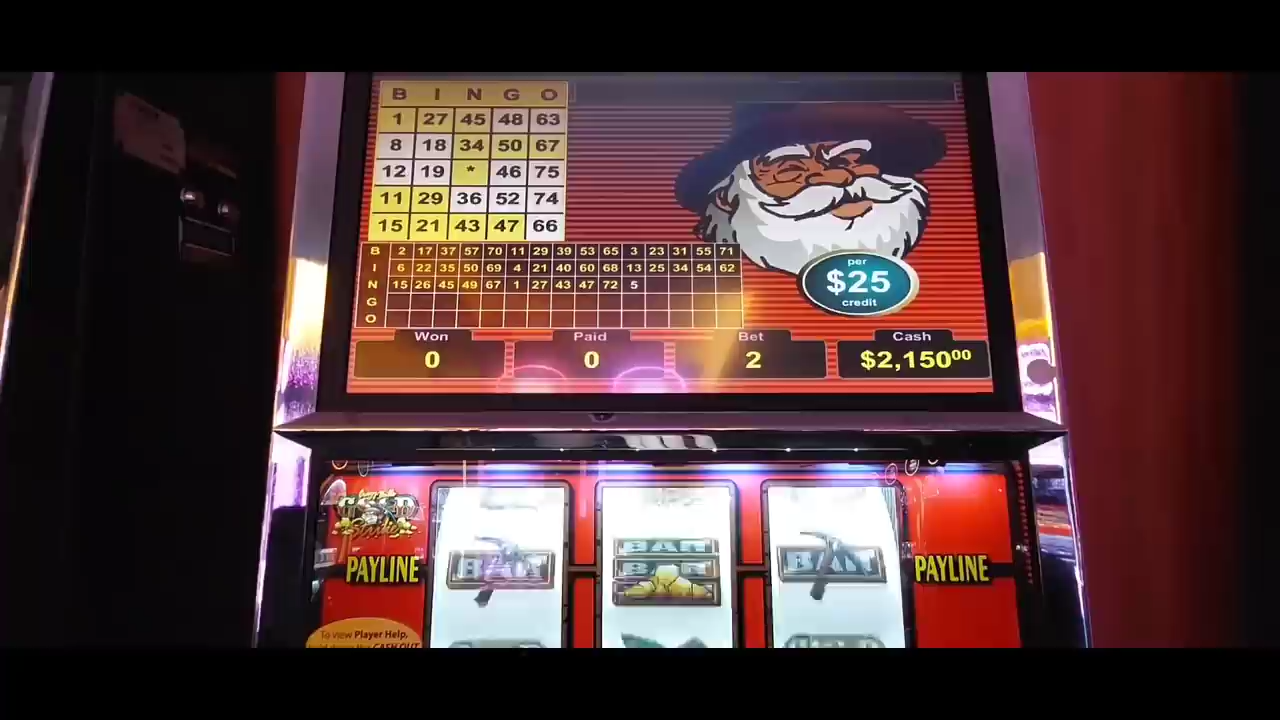 B I N G O
1 27 45 48 63
8 18 34 50 67
12 19 * 46 75
11 29 36 52 74
15 21 43 47 66
B 2 17 37 57 70 11 29 39 53 65 3 23 31 55 71
I 6 22 35 50 69 4 21 40 60 68 13 25 34 54 62
N 15 26 45 49 67 1 27 43 47 72 5
G
O
per
$25
credit
Won Paid Bet Cash
0 0 2 $2,150⁰⁰
GOLD
BAR
BAR BAR BAR
PAYLINE PAYLINE
To view Player Help,
CASH OUT